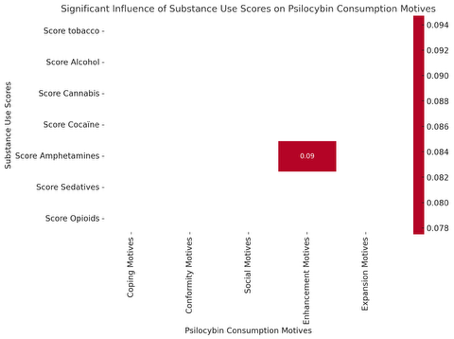 Significant Influence of Substance Use Scores on Psilocybin Consumption Motives
Substance Use Scores
Score tobacco
Score Alcohol
Score Cannabis
Score Cocaïne
Score Amphetamines
Score Sedatives
Score Opioids
0.09
0.094
0.092
0.090
0.088
0.086
0.084
0.082
0.080
0.078
Coping Motives
Conformity Motives
Social Motives
Enhancement Motives
Expansion Motives
Psilocybin Consumption Motives